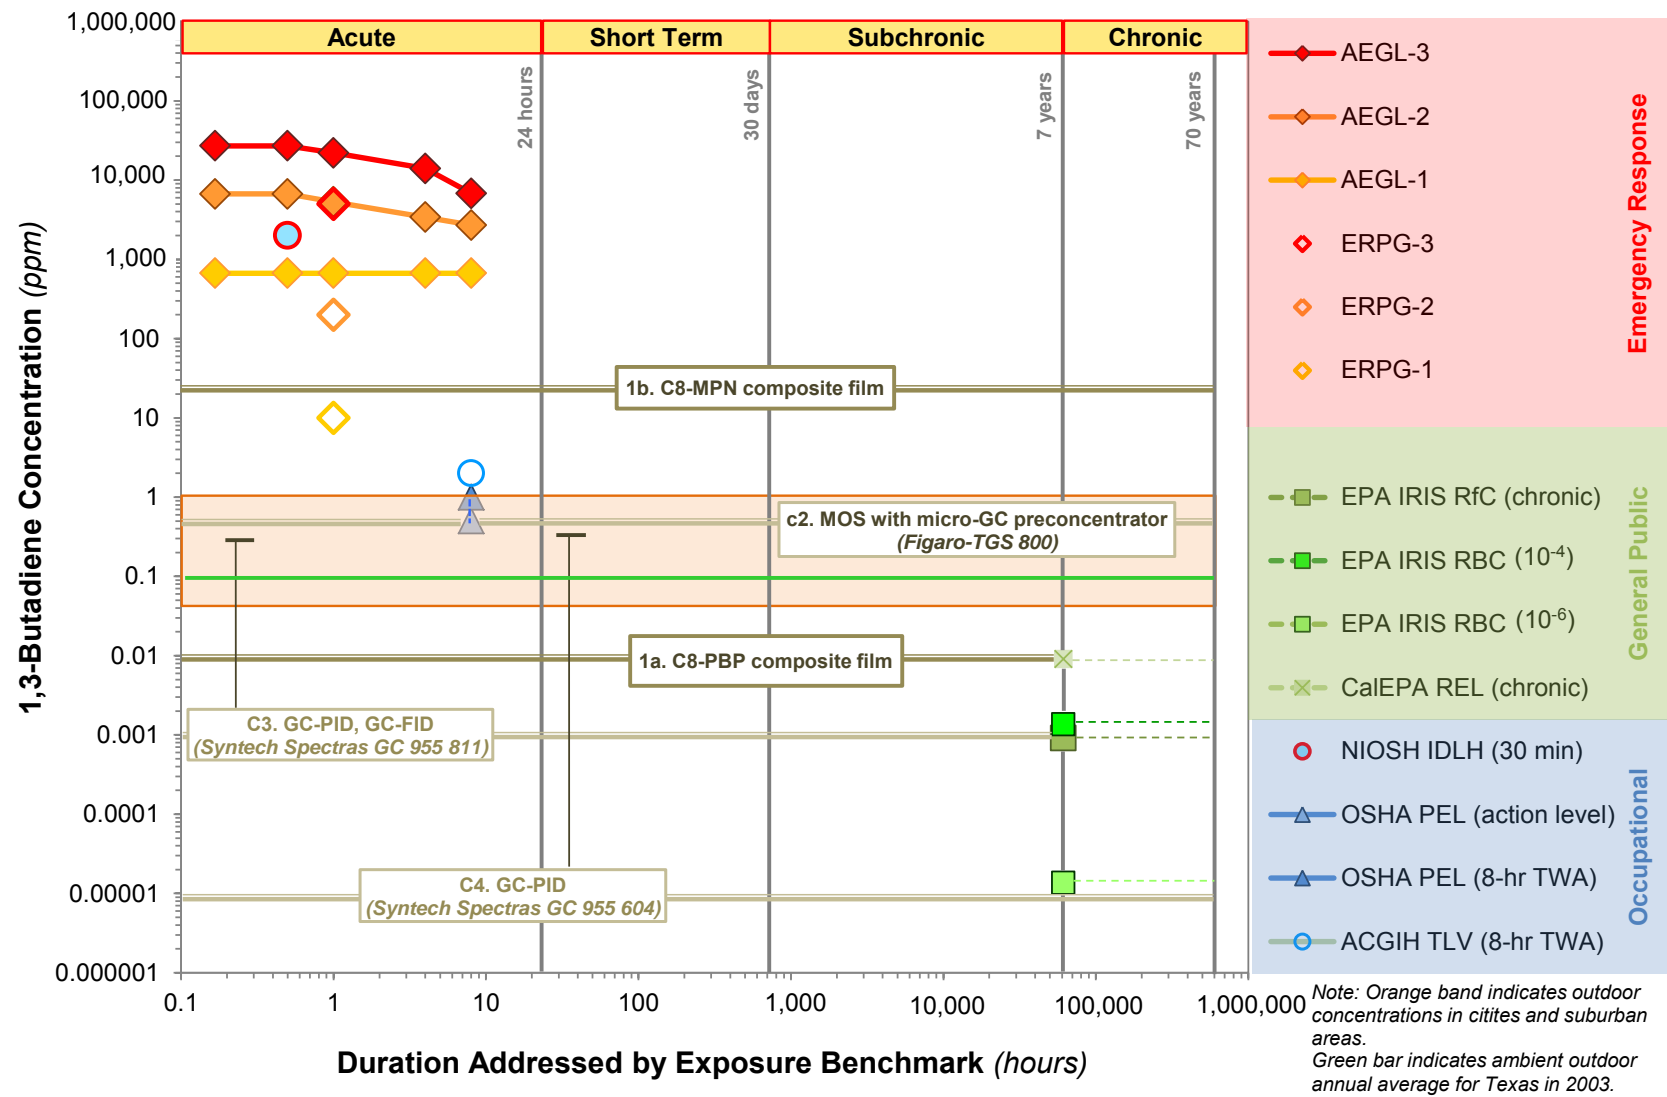 Acute
Short Term
Subchronic
Chronic
24 hours
30 days
7 years
70 years
1,3-Butadiene Concentration (ppm)
1,000,000
100,000
10,000
1,000
100
10
1
0.1
0.01
0.001
0.0001
0.00001
0.000001
1b. C8-MPN composite film
c2. MOS with micro-GC preconcentrator
(Figaro-TGS 800)
1a. C8-PBP composite film
C3. GC-PID, GC-FID
(Syntech Spectras GC 955 811)
C4. GC-PID
(Syntech Spectras GC 955 604)
0.1
1
10
100
1,000
10,000
100,000
1,000,000
Duration Addressed by Exposure Benchmark (hours)
AEGL-3
AEGL-2
AEGL-1
ERPG-3
ERPG-2
ERPG-1
Emergency Response
EPA IRIS RfC (chronic)
EPA IRIS RBC (10-4)
EPA IRIS RBC (10-6)
CalEPA REL (chronic)
General Public
NIOSH IDLH (30 min)
OSHA PEL (action level)
OSHA PEL (8-hr TWA)
ACGIH TLV (8-hr TWA)
Occupational
Note: Orange band indicates outdoor
concentrations in citites and suburban
areas.
Green bar indicates ambient outdoor
annual average for Texas in 2003.